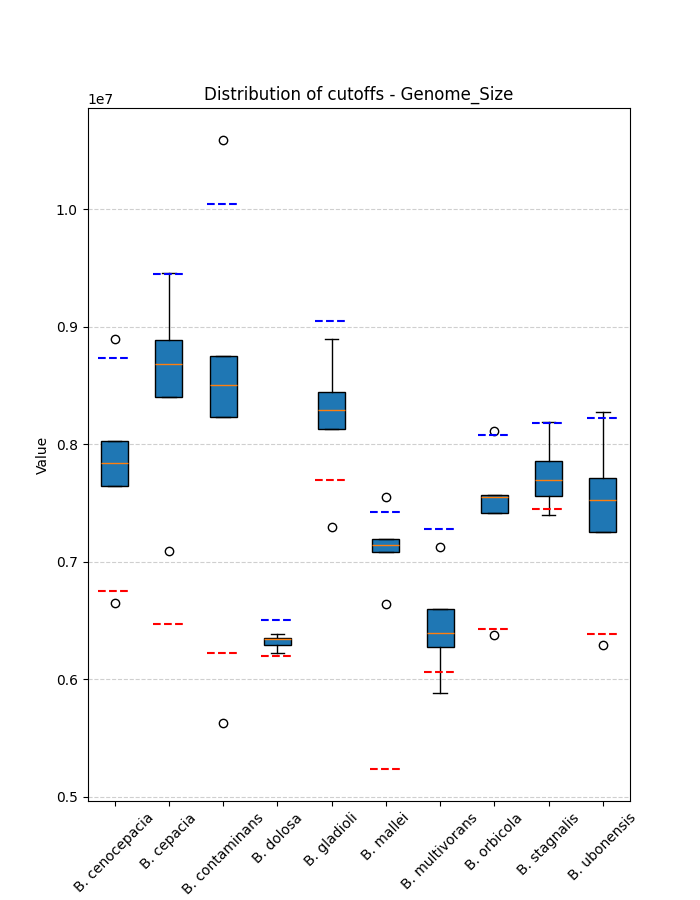 Distribution of cutoffs - Genome_Size
1e7
1.0
0.9
0.8
0.7
0.6
0.5
Value
B. cenocepacia
B. cepacia
B. contaminans
B. dolosa
B. gladioli
B. mallei
B. multivorans
B. orbicola
B. stagnalis
B. ubonensis